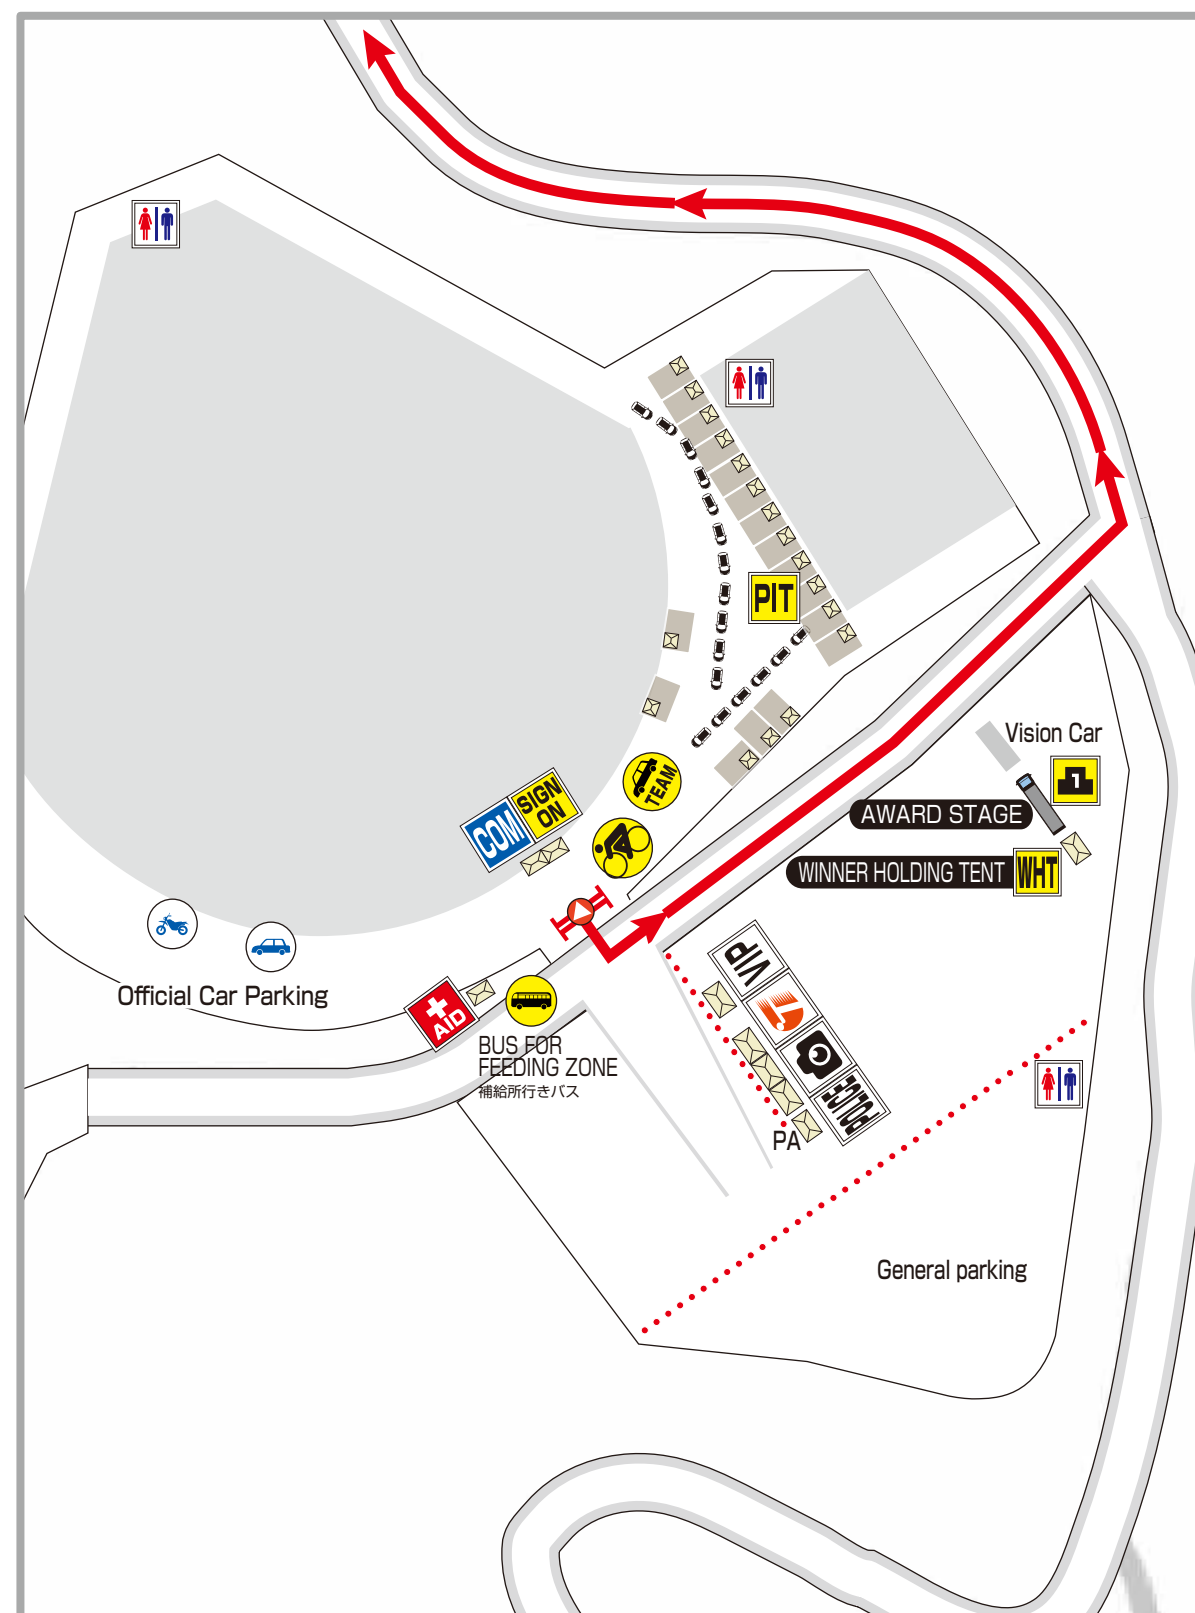 PIT
Vision Car
1
AWARD STAGE
TEAM
SIGN
ON
COM
WINNER HOLDING TENT
WHT
VIP
Official Car Parking
AID
BUS FOR
FEEDING ZONE
補給所行きバス
POLICE
PA
General parking